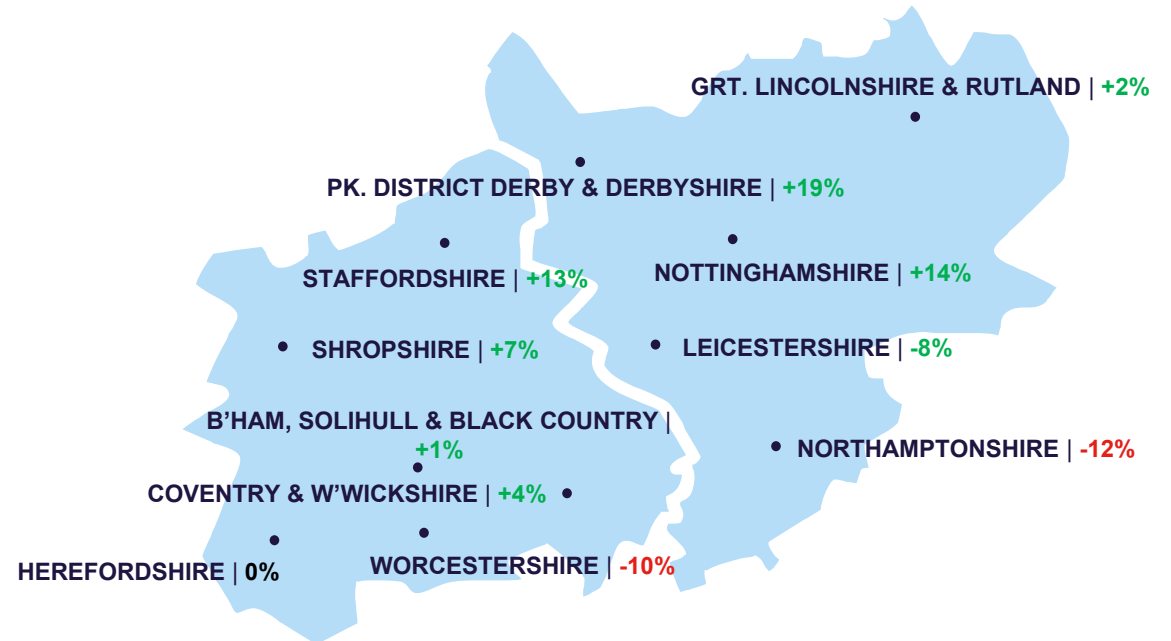 GRT. LINCOLNSHIRE & RUTLAND | +2%
PK. DISTRICT DERBY & DERBYSHIRE | +19%
STAFFORDSHIRE | +13%
NOTTINGHAMSHIRE | +14%
SHROPSHIRE | +7%
LEICESTERSHIRE | -8%
B’HAM, SOLIHULL & BLACK COUNTRY |
+1%
NORTHAMPTONSHIRE | -12%
COVENTRY & W’WICKSHIRE | +4%
HEREFORDSHIRE | 0%
WORCESTERSHIRE | -10%